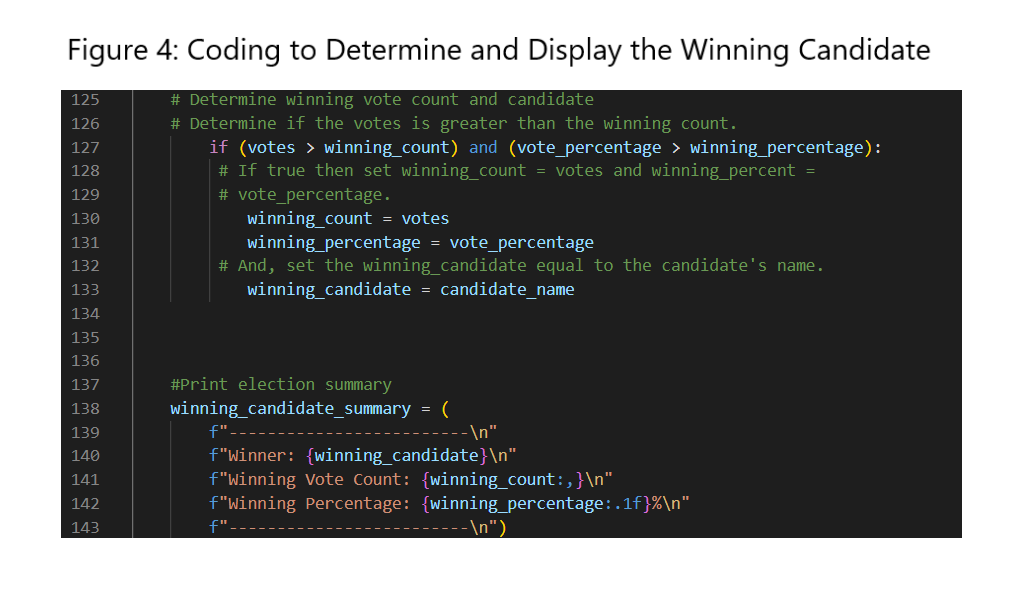 Figure 4: Coding to Determine and Display the Winning Candidate
125 # Determine winning vote count and candidate
126 # Determine if the votes is greater than the winning count.
127 if (votes > winning_count) and (vote_percentage > winning_percentage):
128 # If true then set winning_count = votes and winning_percent =
129 # vote_percentage.
130 winning_count = votes
131 winning_percentage = vote_percentage
132 # And, set the winning_candidate equal to the candidate's name.
133 winning_candidate = candidate_name
134
135
136
137 #Print election summary
138 winning_candidate_summary = (
139 f"-------------------------\n"
140 f"Winner: {winning_candidate}\n"
141 f"Winning Vote Count: {winning_count:,}\n"
142 f"Winning Percentage: {winning_percentage:.1f}%\n"
143 f"-------------------------\n")